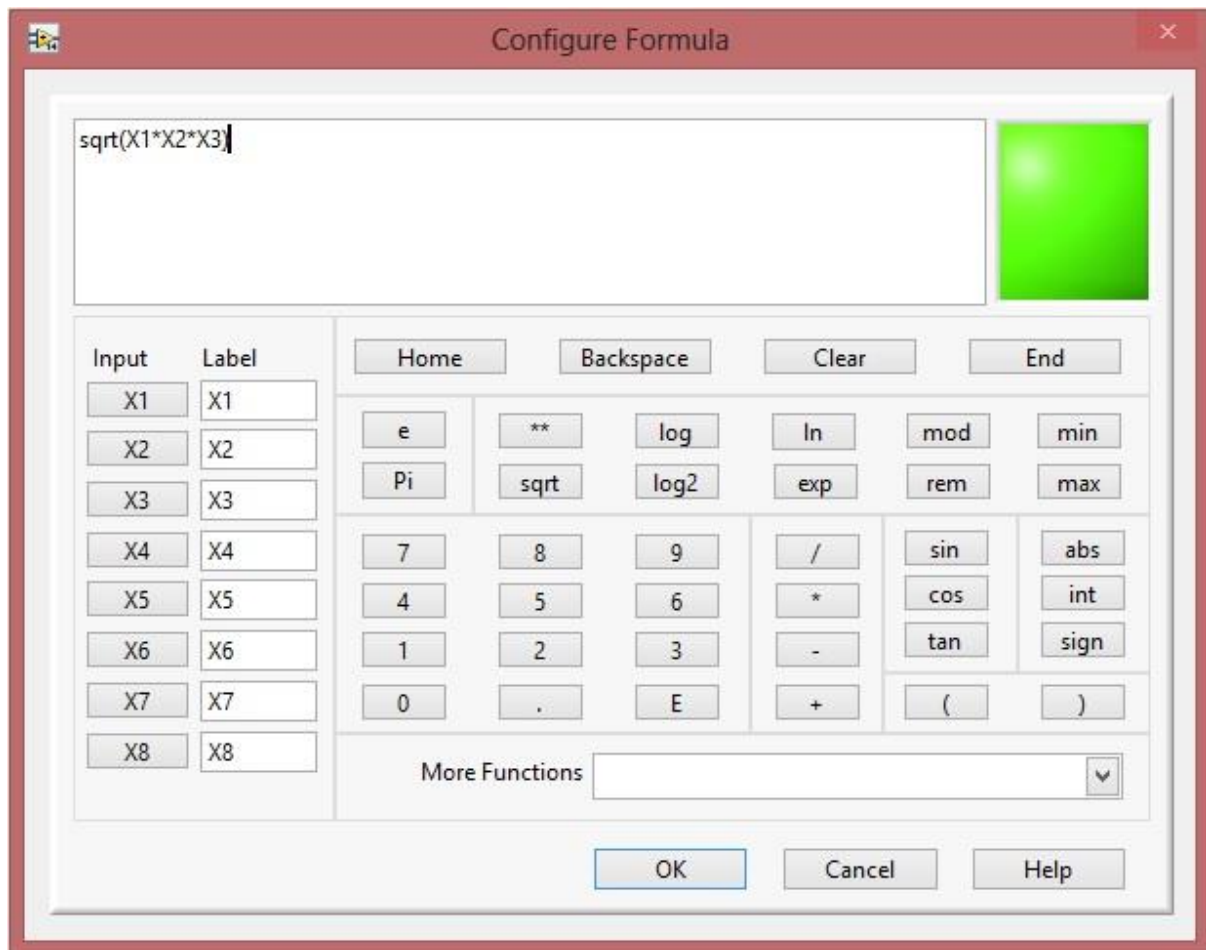 Configure Formula
sqrt(X1*X2*X3)
Input Label
Home Backspace Clear End
X1 X1
X2 X2
X3 X3
X4 X4
X5 X5
X6 X6
X7 X7
X8 X8
e ** log ln mod min
Pi sqrt log2 exp rem max
7 8 9 / sin abs
4 5 6 * cos int
1 2 3 - tan sign
0 . E + ( )
More Functions
OK Cancel Help